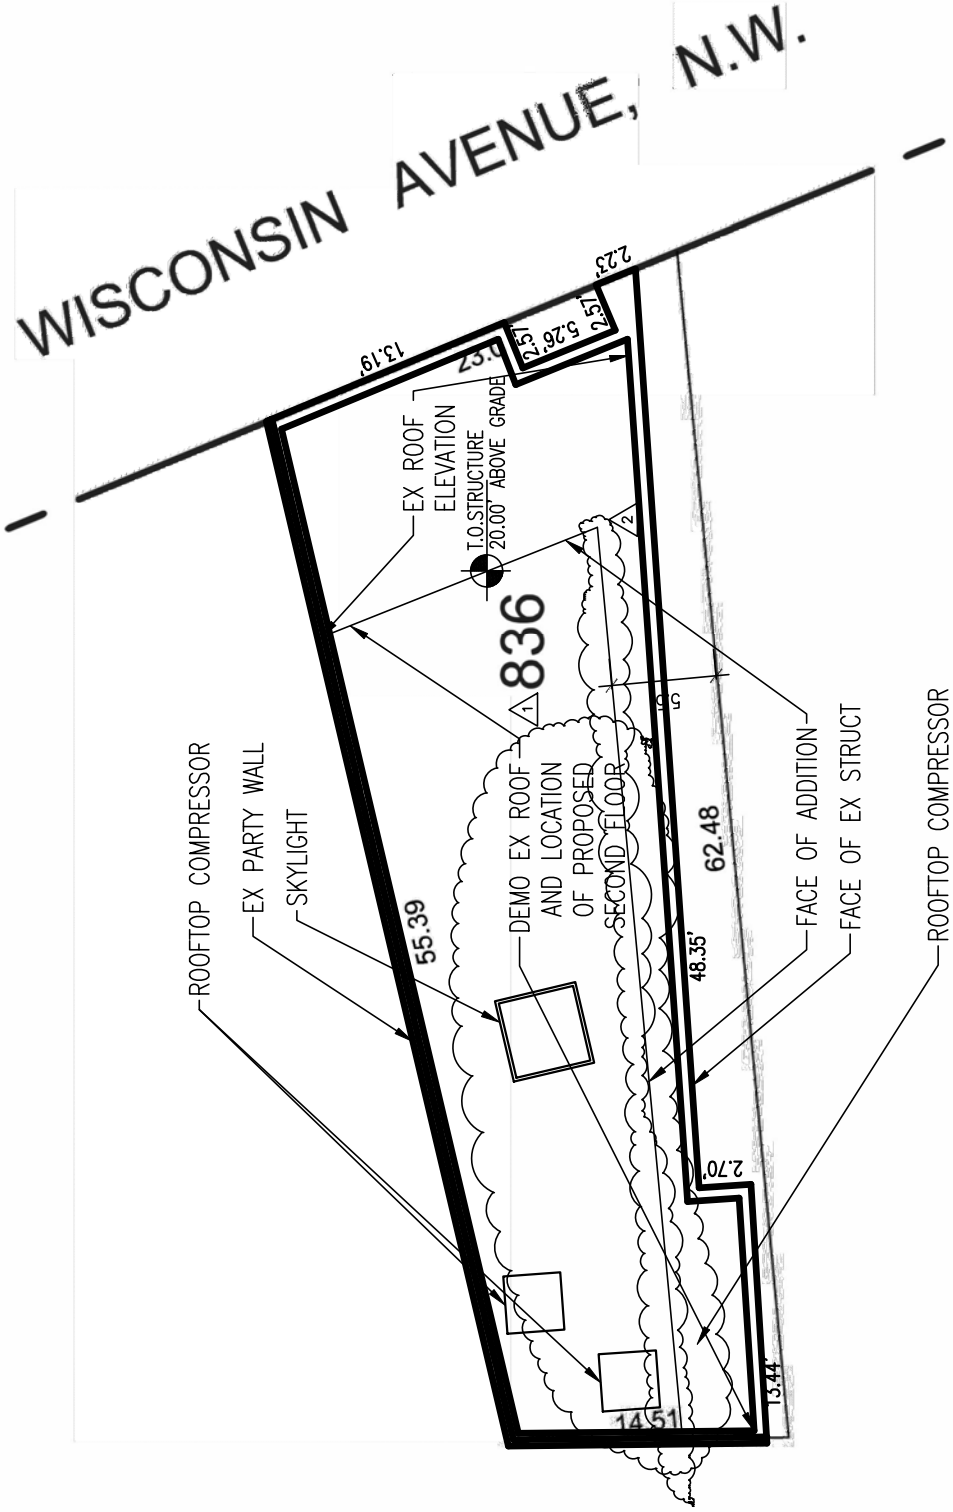 WISCONSIN AVENUE, N.W.
13.19'
2.57'
5.26'
2.57'
2.23'
EX ROOF
ELEVATION
T.O.STRUCTURE
20.00' ABOVE GRADE
2
836
1
5.5
ROOFTOP COMPRESSOR
EX PARTY WALL
SKYLIGHT
DEMO EX ROOF
AND LOCATION
OF PROPOSED
SECOND FLOOR
FACE OF ADDITION
FACE OF EX STRUCT
ROOFTOP COMPRESSOR
55.39
62.48
48.35'
2.70'
14.51
13.44'